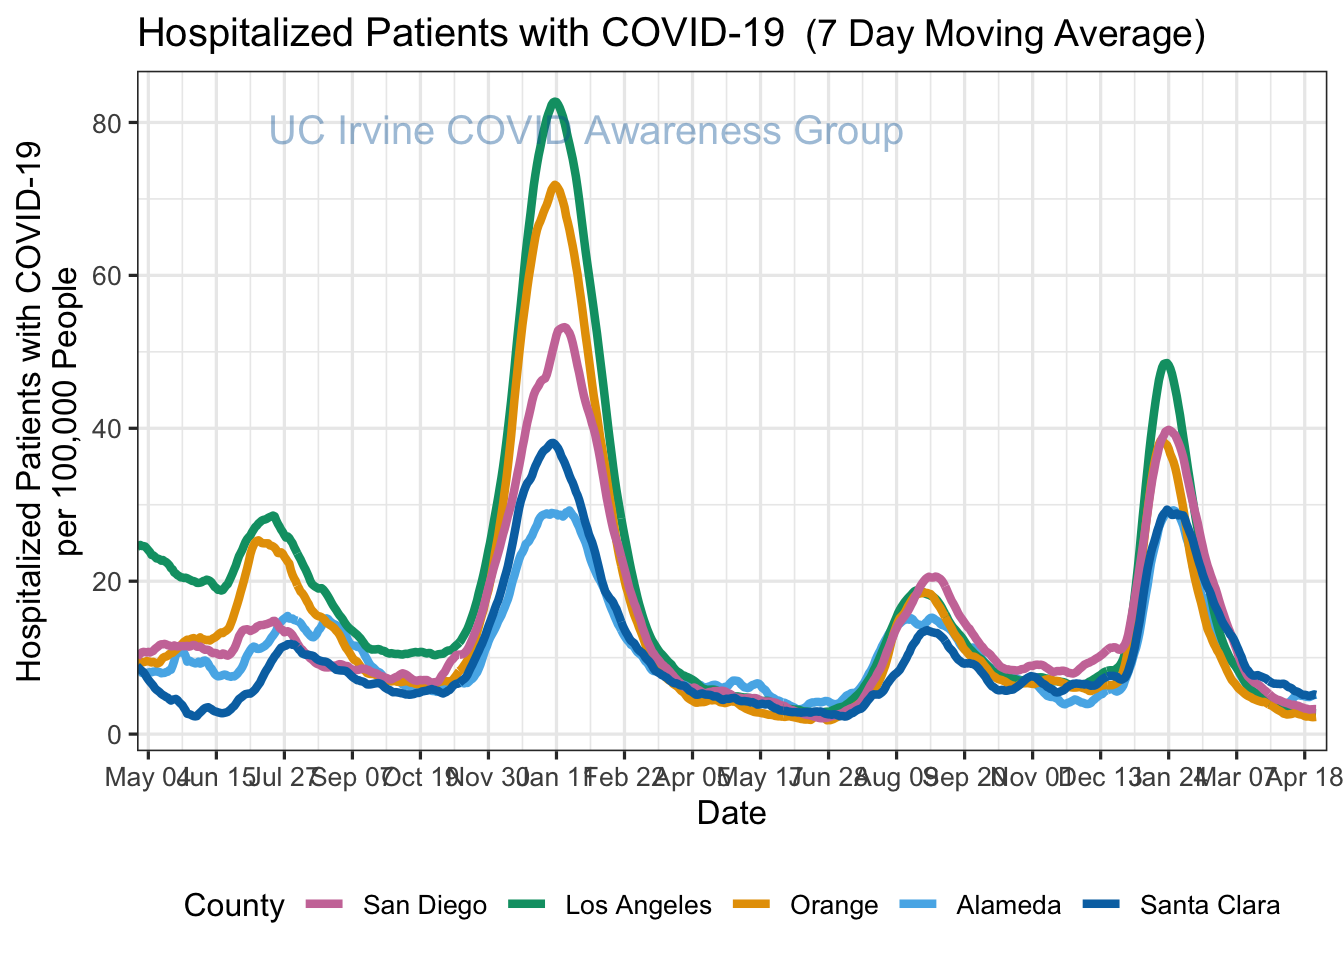 Hospitalized Patients with COVID-19 (7 Day Moving Average)
UC Irvine COVID Awareness Group
Hospitalized Patients with COVID-19
per 100,000 People
80
60
40
20
0
May 04 Jun 15 Jul 27 Sep 07 Oct 19 Nov 30 Jan 11 Feb 22 Apr 05 May 17 Jun 28 Aug 09 Sep 20 Nov 01 Dec 13 Jan 24 Mar 07 Apr 18
Date
County San Diego Los Angeles Orange Alameda Santa Clara